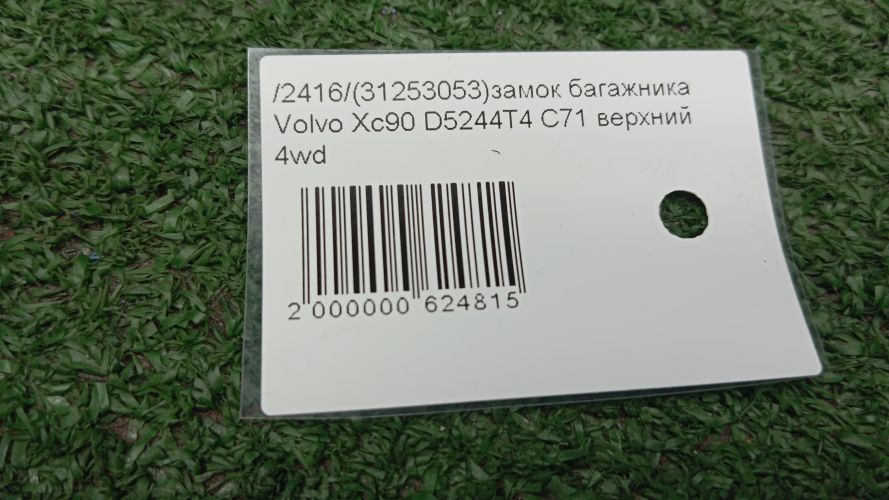 /2416/(31253053)замок багажника
Volvo Xc90 D5244T4 C71 верхний
4wd
2 000000 624815